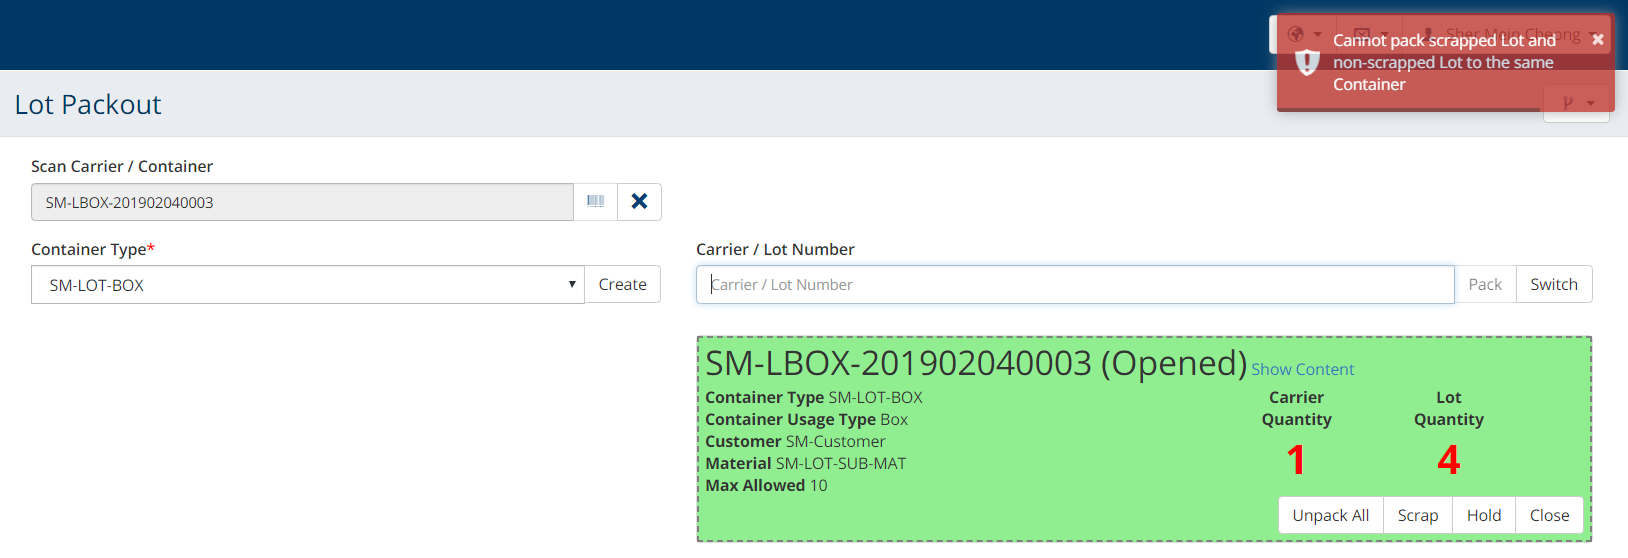 Sher Mein Cheong
Cannot pack scrapped Lot and
non-scrapped Lot to the same
Container
Lot Packout
Scan Carrier / Container
SM-LBOX-201902040003
Container Type*
SM-LOT-BOX
Create
Carrier / Lot Number
Carrier / Lot Number
Pack
Switch
SM-LBOX-201902040003 (Opened) Show Content
Container Type SM-LOT-BOX
Container Usage Type Box
Customer SM-Customer
Material SM-LOT-SUB-MAT
Max Allowed 10
Carrier
Quantity
1
Lot
Quantity
4
Unpack All
Scrap
Hold
Close